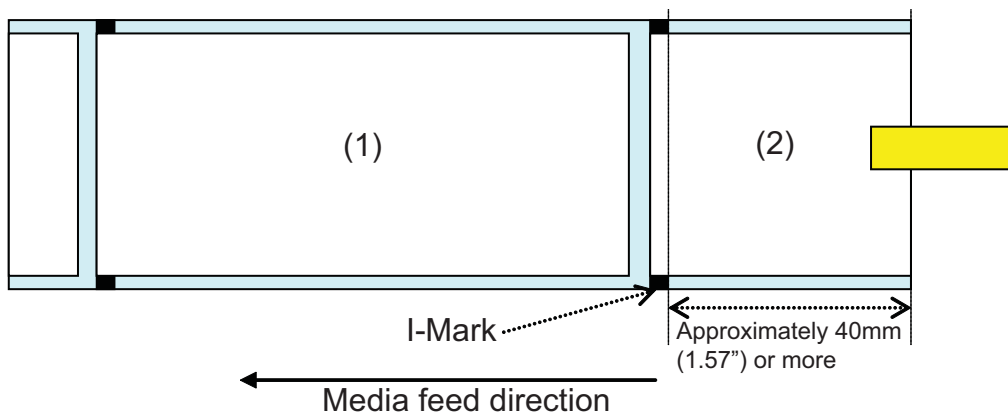 (1)
(2)
I-Mark
Approximately 40mm
(1.57”) or more
Media feed direction